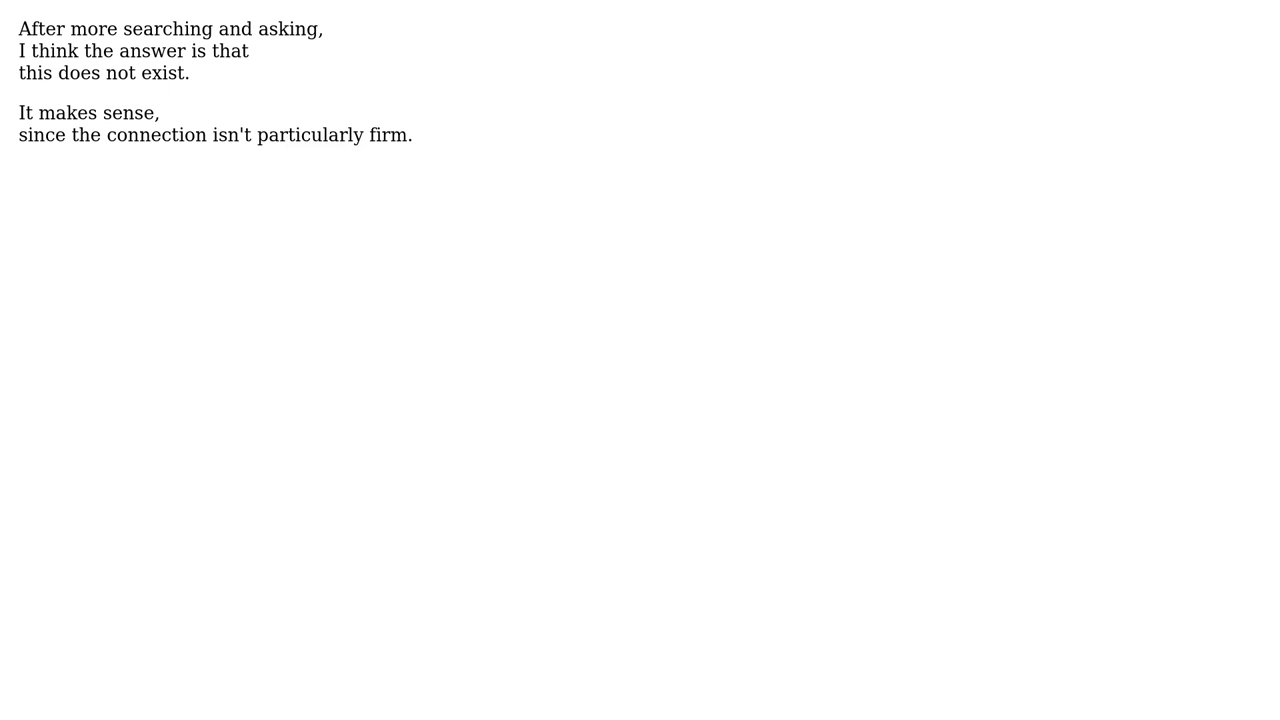 After more searching and asking,
I think the answer is that
this does not exist.
It makes sense,
since the connection isn't particularly firm.